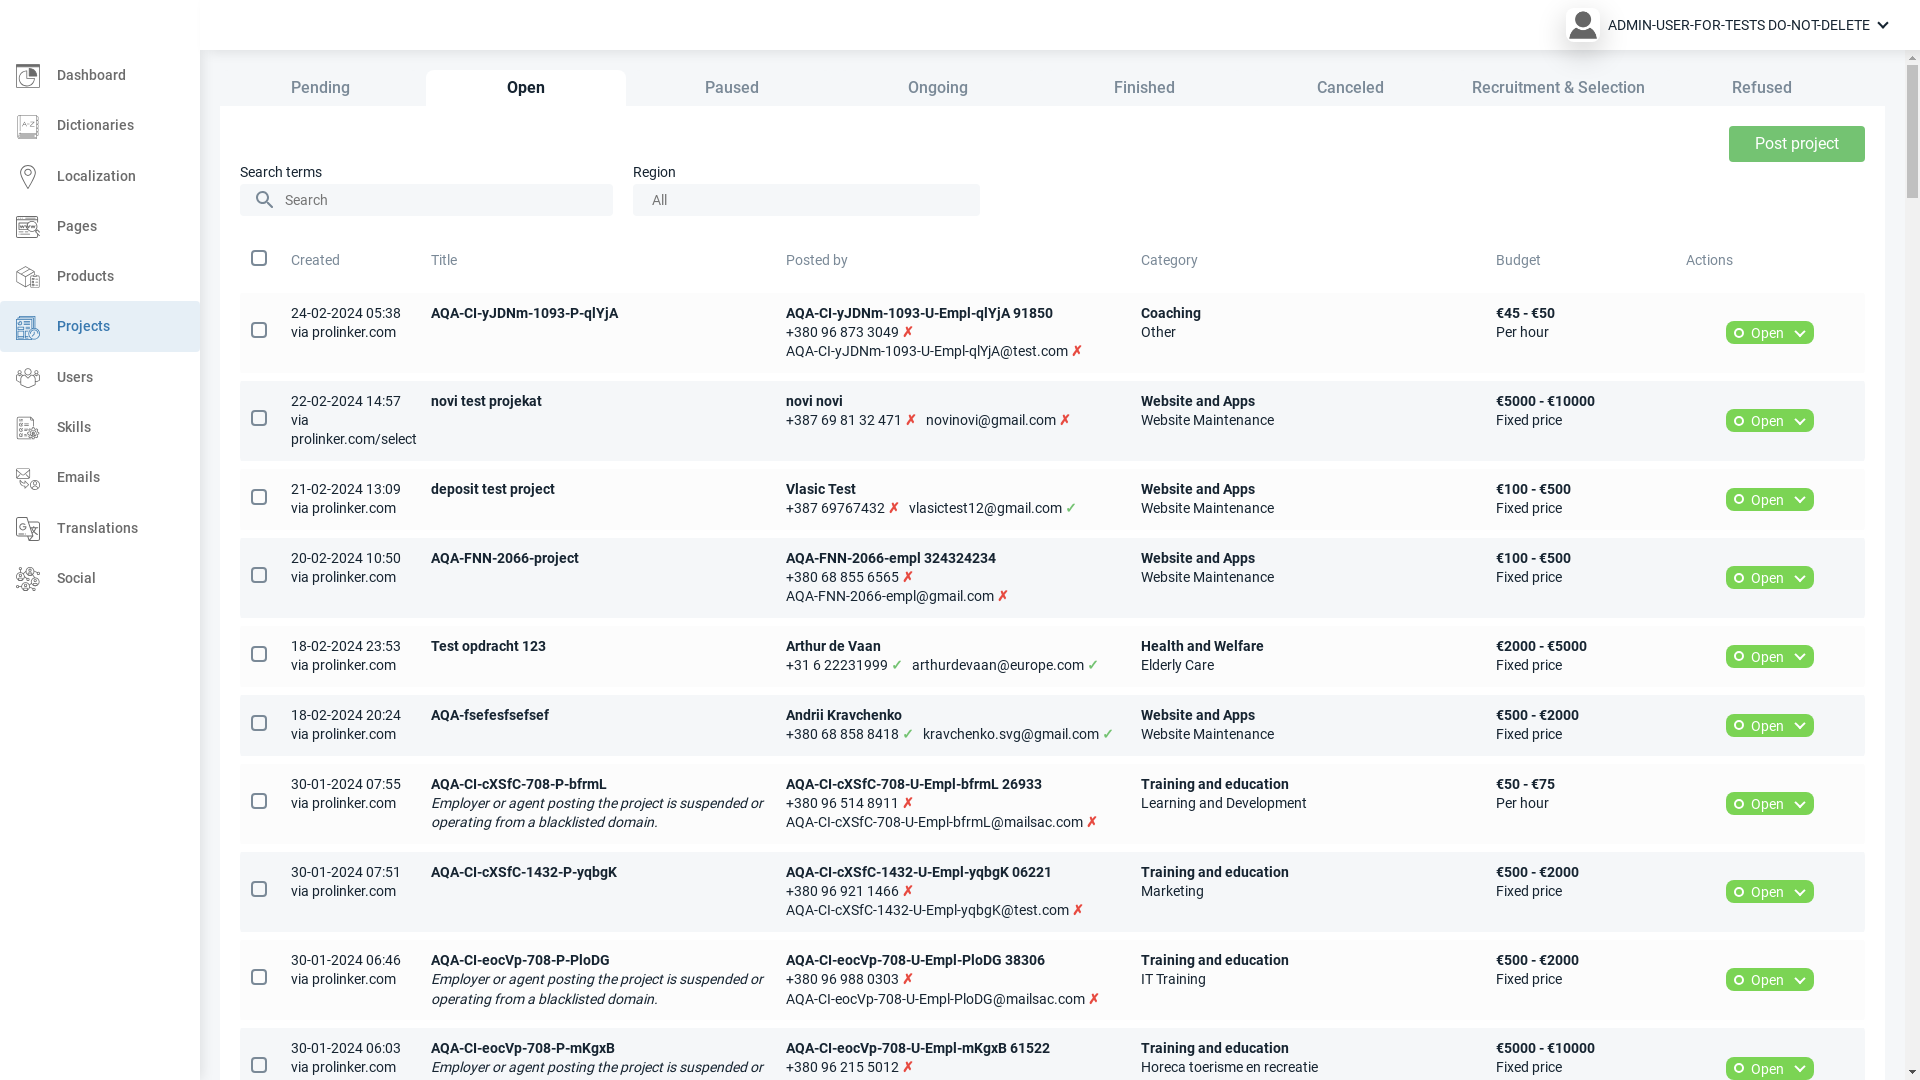 ADMIN-USER-FOR-TESTS DO-NOT-DELETE
Dashboard
Dictionaries
Localization
Pages
Products
Projects
Users
Skills
Emails
Translations
Social
Pending Open Paused Ongoing Finished Canceled Recruitment & Selection Refused
Post project
Search terms Region
Search All
Created Title Posted by Category Budget Actions
24-02-2024 05:38 AQA-CI-yJDNm-1093-P-qlYjA AQA-CI-yJDNm-1093-U-Empl-qlYjA 91850 Coaching €45 - €50
via prolinker.com +380 96 873 3049 ✗ Other Per hour Open
AQA-CI-yJDNm-1093-U-Empl-qlYjA@test.com ✗
22-02-2024 14:57 novi test projekat novi novi Website and Apps €5000 - €10000
via +387 69 81 32 471 ✗ novinovi@gmail.com ✗ Website Maintenance Fixed price Open
prolinker.com/select
21-02-2024 13:09 deposit test project Vlasic Test Website and Apps €100 - €500
via prolinker.com +387 69767432 ✗ vlasictest12@gmail.com ✓ Website Maintenance Fixed price Open
20-02-2024 10:50 AQA-FNN-2066-project AQA-FNN-2066-empl 324324234 Website and Apps €100 - €500
via prolinker.com +380 68 855 6565 ✗ Website Maintenance Fixed price Open
AQA-FNN-2066-empl@gmail.com ✗
18-02-2024 23:53 Test opdracht 123 Arthur de Vaan Health and Welfare €2000 - €5000
via prolinker.com +31 6 22231999 ✓ arthurdevaan@europe.com ✓ Elderly Care Fixed price Open
18-02-2024 20:24 AQA-fsefesfsefsef Andrii Kravchenko Website and Apps €500 - €2000
via prolinker.com +380 68 858 8418 ✓ kravchenko.svg@gmail.com ✓ Website Maintenance Fixed price Open
30-01-2024 07:55 AQA-CI-cXSfC-708-P-bfrmL AQA-CI-cXSfC-708-U-Empl-bfrmL 26933 Training and education €50 - €75
via prolinker.com Employer or agent posting the project is suspended or +380 96 514 8911 ✗ Learning and Development Per hour Open
operating from a blacklisted domain. AQA-CI-cXSfC-708-U-Empl-bfrmL@mailsac.com ✗
30-01-2024 07:51 AQA-CI-cXSfC-1432-P-yqbgK AQA-CI-cXSfC-1432-U-Empl-yqbgK 06221 Training and education €500 - €2000
via prolinker.com +380 96 921 1466 ✗ Marketing Fixed price Open
AQA-CI-cXSfC-1432-U-Empl-yqbgK@test.com ✗
30-01-2024 06:46 AQA-CI-eocVp-708-P-PloDG AQA-CI-eocVp-708-U-Empl-PloDG 38306 Training and education €500 - €2000
via prolinker.com Employer or agent posting the project is suspended or +380 96 988 0303 ✗ IT Training Fixed price Open
operating from a blacklisted domain. AQA-CI-eocVp-708-U-Empl-PloDG@mailsac.com ✗
30-01-2024 06:03 AQA-CI-eocVp-708-P-mKgxB AQA-CI-eocVp-708-U-Empl-mKgxB 61522 Training and education €5000 - €10000
via prolinker.com Employer or agent posting the project is suspended or +380 96 215 5012 ✗ Horeca toerisme en recreatie Fixed price Open